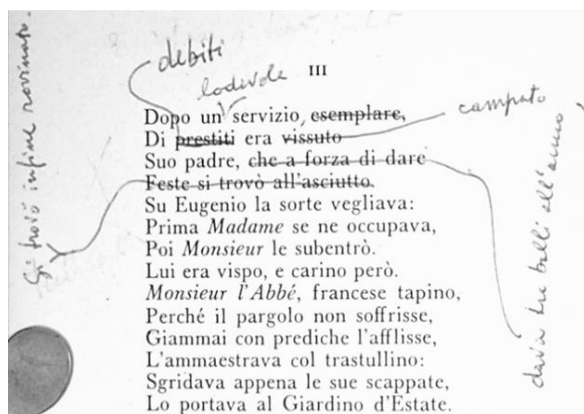 debiti
lodevole
III
Dopo un servizio, esemplare,
campato
Di prestiti era vissuto
Suo padre, che a forza di dare
Feste si trovò all'asciutto.
Su Eugenio la sorte vegliava:
Prima Madame se ne occupava,
Poi Monsieur le subentrò.
Lui era vispo, e carino però.
Monsieur l'Abbé, francese tapino,
Perché il pargolo non soffrisse,
Giammai con prediche l'afflisse,
L'ammaestrava col trastullino:
Sgridava appena le sue scappate,
Lo portava al Giardino d'Estate.
Si trovò infine rovinato.
dava tre balli all'anno,